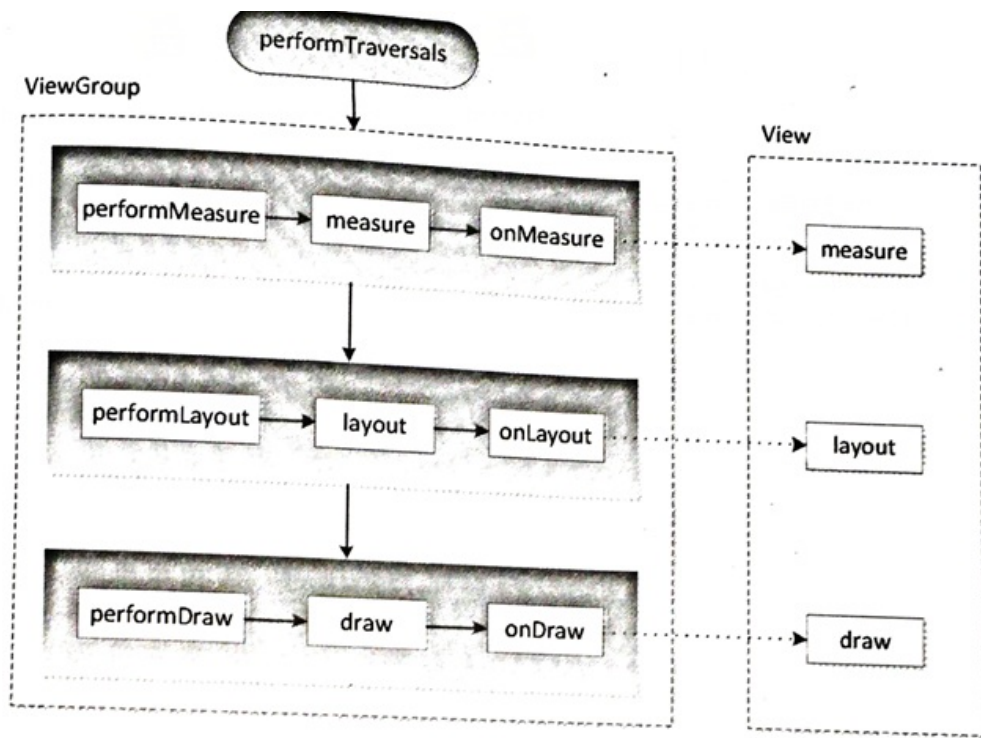 performTraversals
ViewGroup
View
performMeasure
measure
onMeasure
measure
performLayout
layout
onLayout
layout
performDraw
draw
onDraw
draw